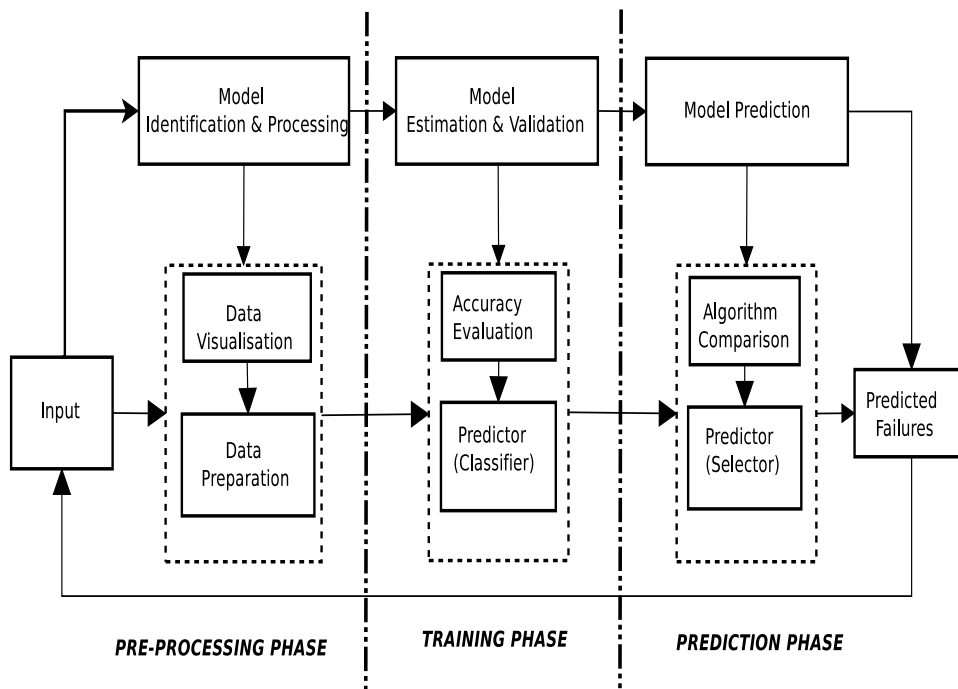 Model
Identification & Processing
Model
Estimation & Validation
Model Prediction
Data
Visualisation
Accuracy
Evaluation
Algorithm
Comparison
Input
Data
Preparation
Predictor
(Classifier)
Predictor
(Selector)
Predicted
Failures
PRE-PROCESSING PHASE
TRAINING PHASE
PREDICTION PHASE